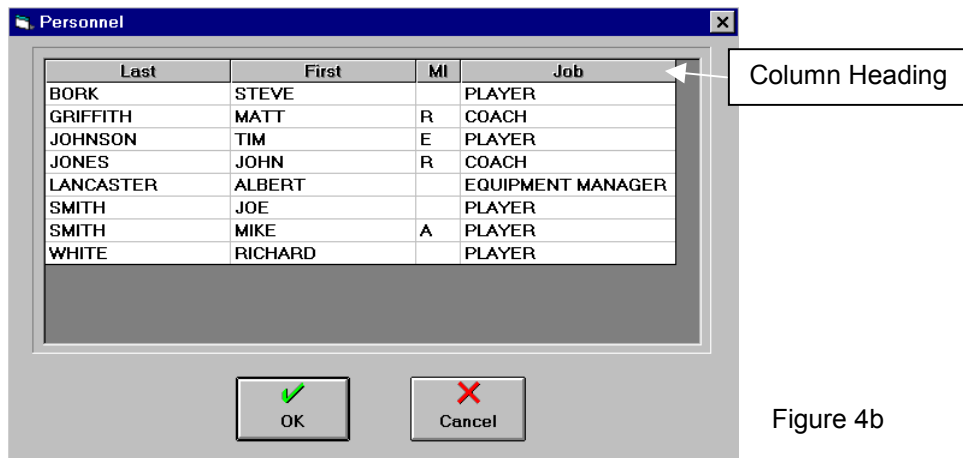 Personnel
Last First MI Job
Column Heading
BORK STEVE PLAYER
GRIFFITH MATT R COACH
JOHNSON TIM E PLAYER
JONES JOHN R COACH
LANCASTER ALBERT EQUIPMENT MANAGER
SMITH JOE PLAYER
SMITH MIKE A PLAYER
WHITE RICHARD PLAYER
OK Cancel
Figure 4b